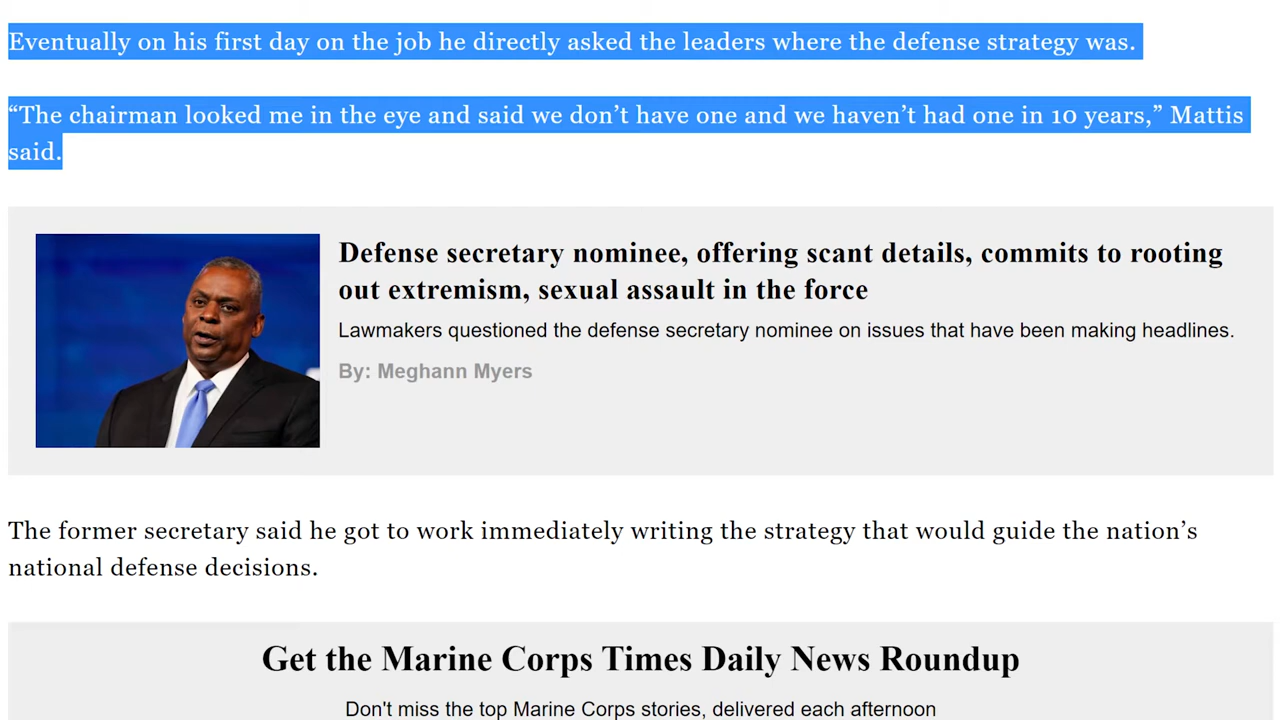 Eventually on his first day on the job he directly asked the leaders where the defense strategy was.
“The chairman looked me in the eye and said we don’t have one and we haven’t had one in 10 years,” Mattis
said.
Defense secretary nominee, offering scant details, commits to rooting
out extremism, sexual assault in the force
Lawmakers questioned the defense secretary nominee on issues that have been making headlines.
By: Meghann Myers
The former secretary said he got to work immediately writing the strategy that would guide the nation’s
national defense decisions.
Get the Marine Corps Times Daily News Roundup
Don't miss the top Marine Corps stories, delivered each afternoon